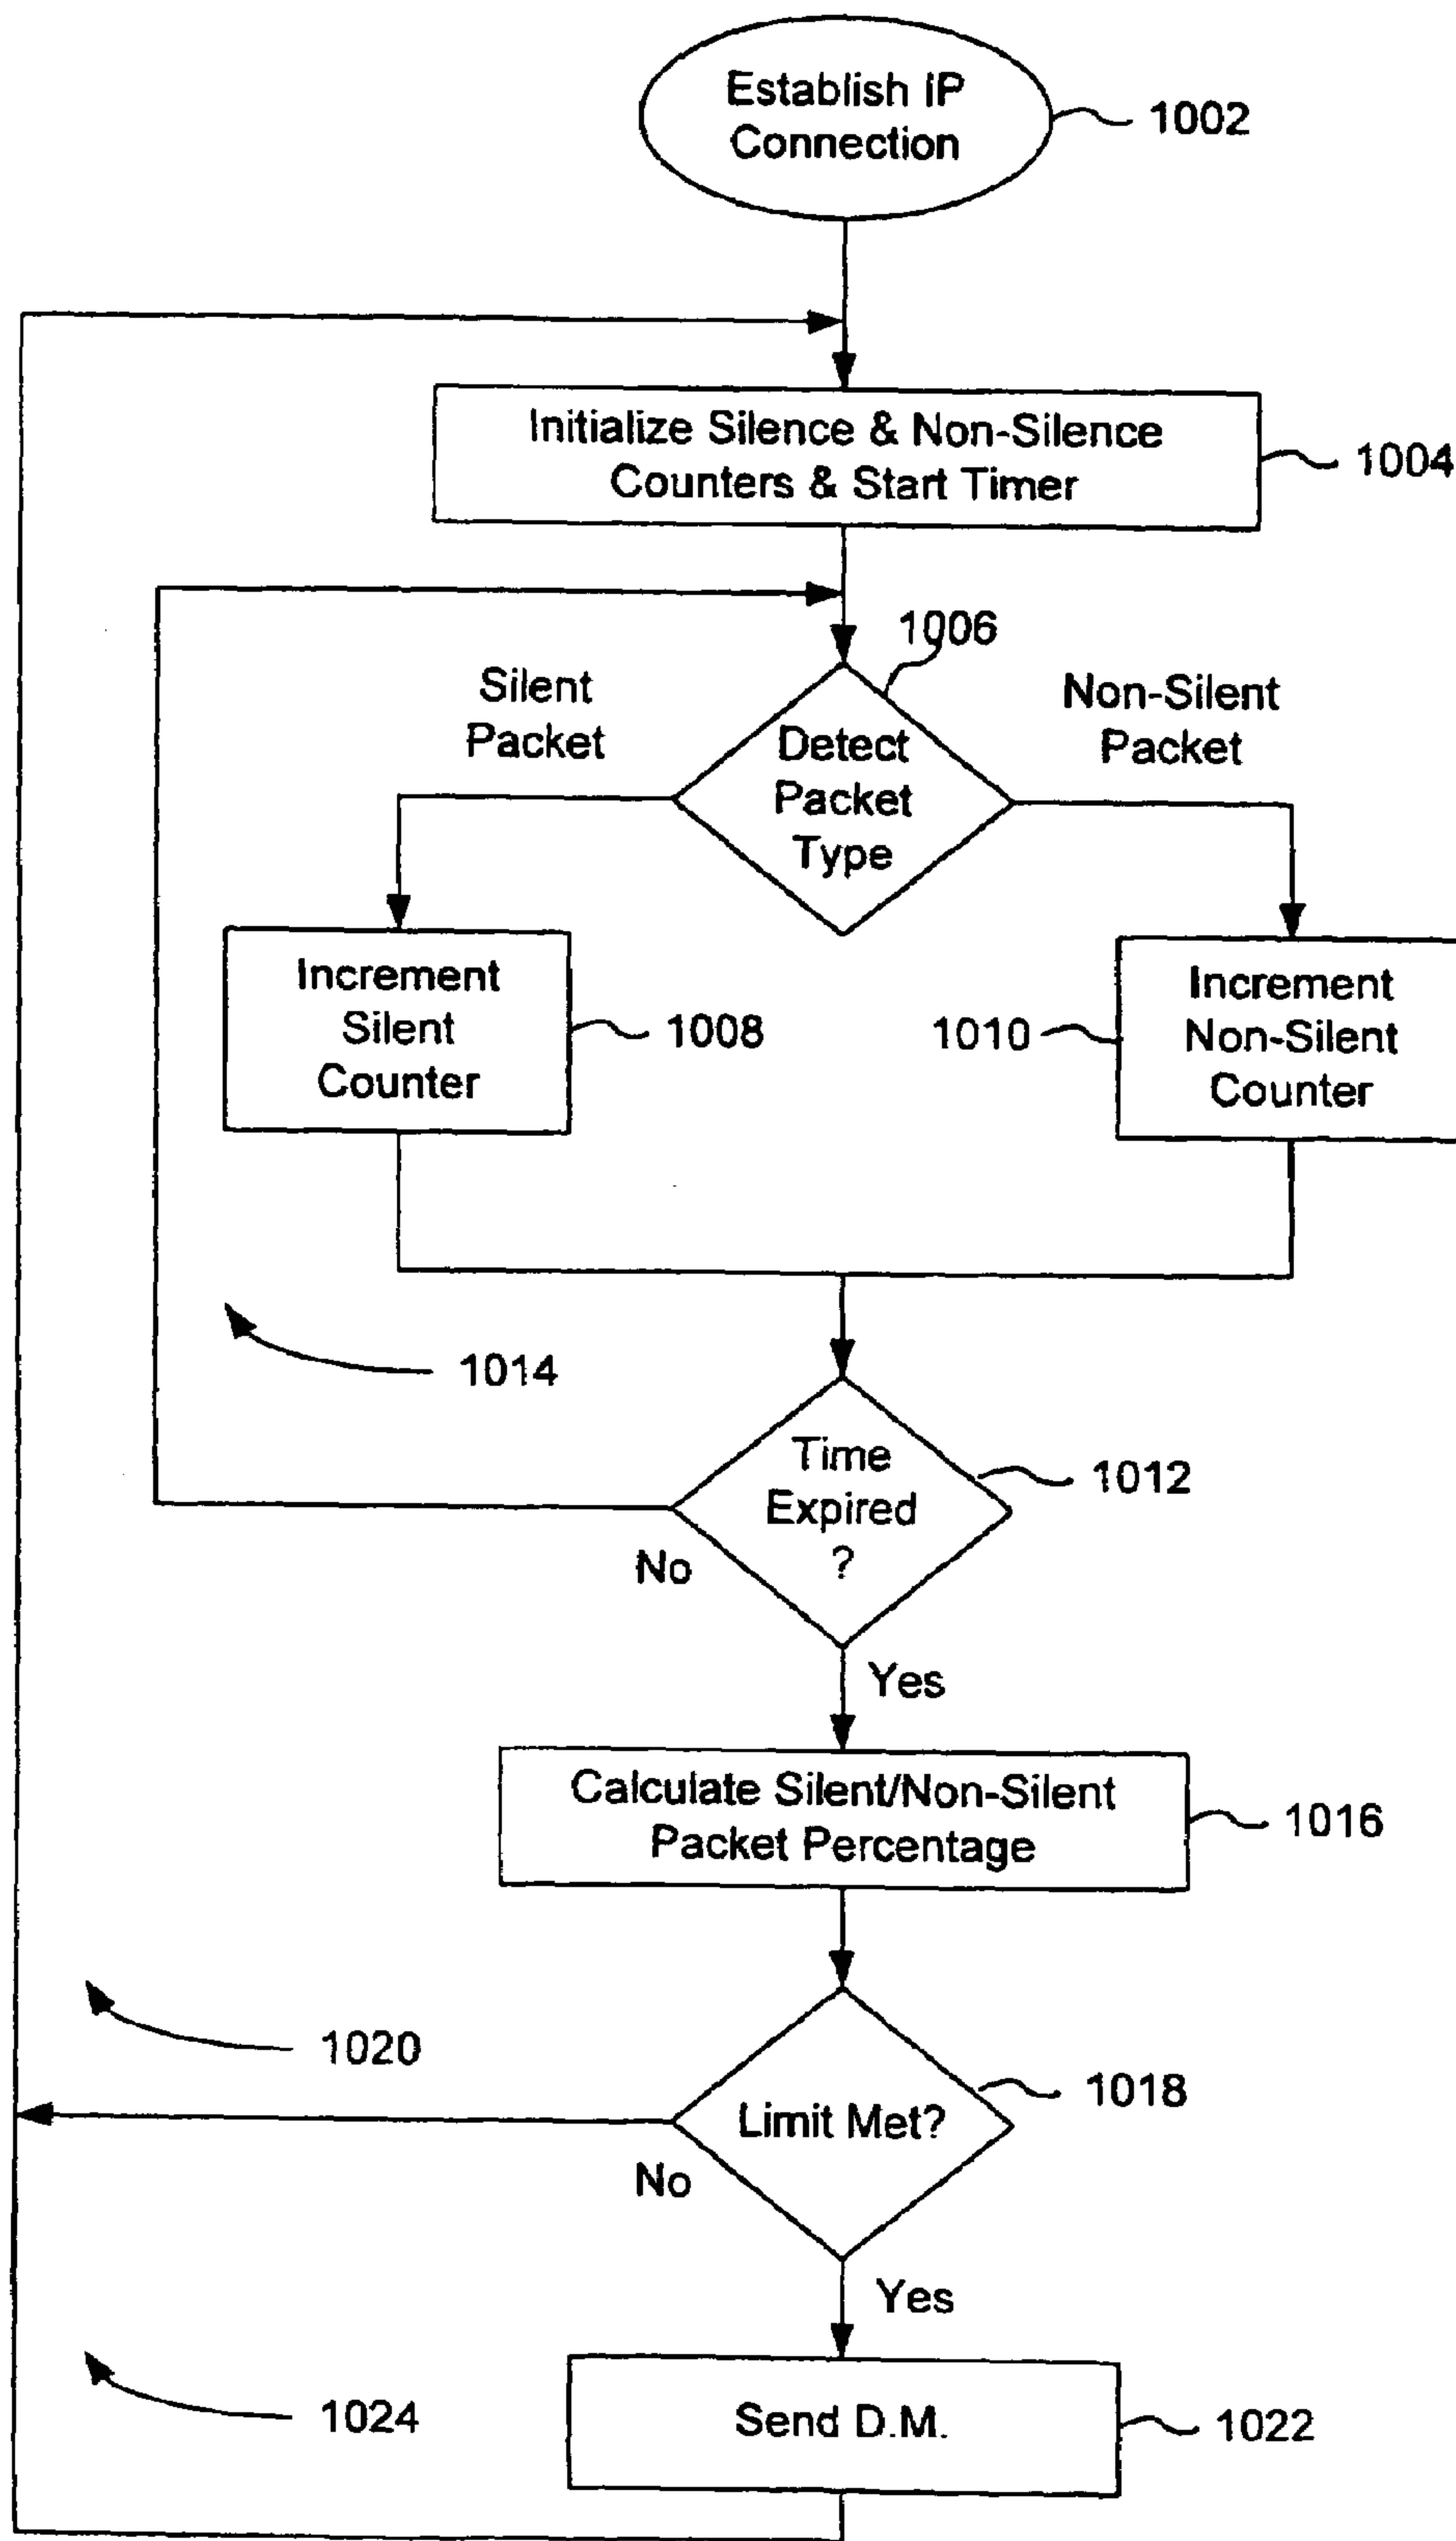 Establish IP
Connection
1002
Initialize Silence & Non-Silence
Counters & Start Timer
1004
1006
Silent
Packet
Detect
Packet
Type
Non-Silent
Packet
Increment
Silent
Counter
1008
1010
Increment
Non-Silent
Counter
1014
Time
Expired
?
1012
No
Yes
Calculate Silent/Non-Silent
Packet Percentage
1016
1020
Limit Met?
1018
No
Yes
1024
Send D.M.
1022